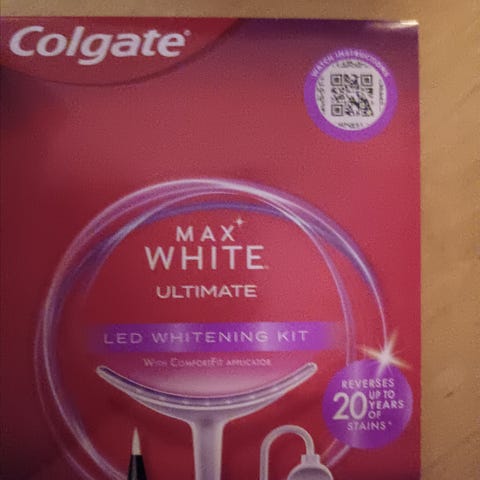 Colgate®
WATCH INSTRUCTIONS
MAX
WHITE
ULTIMATE
LED WHITENING KIT
WITH COMFORTFIT APPLICATOR
REVERSES
UP TO
20 YEARS
OF
STAINS*